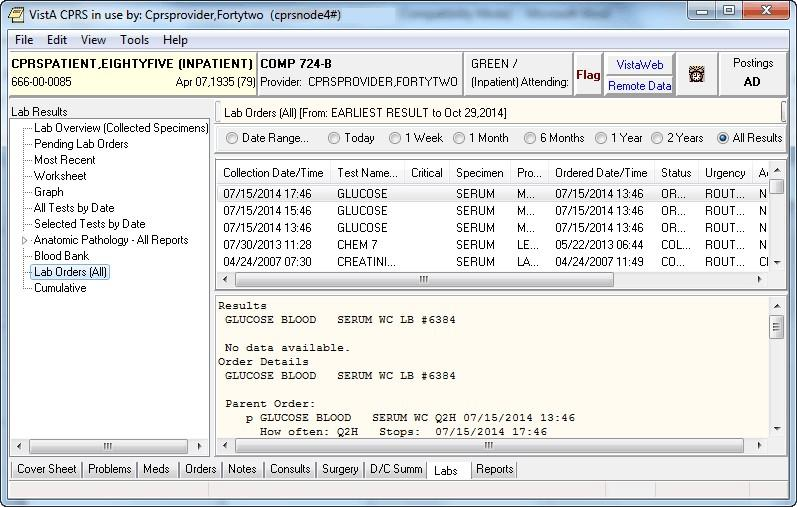 VistA CPRS in use by: Cprsprovider,Fortytwo (cprsnode4#)
File Edit View Tools Help
CPRSPATIENT,EIGHTYFIVE (INPATIENT) COMP 724-B GREEN / Flag VistaWeb Postings
666-00-0085 Apr 07,1935 (79) Provider: CPRSPROVIDER,FORTYTWO (Inpatient) Attending: Remote Data AD
Lab Results
Lab Overview (Collected Specimens)
Pending Lab Orders
Most Recent
Worksheet
Graph
All Tests by Date
Selected Tests by Date
Anatomic Pathology - All Reports
Blood Bank
Lab Orders (All)
Cumulative
Lab Orders (All) [From: EARLIEST RESULT to Oct 29,2014]
Date Range... Today 1 Week 1 Month 6 Months 1 Year 2 Years All Results
Collection Date/Time Test Name... Critical Specimen Pro... Ordered Date/Time Status Urgency Ac
07/15/2014 17:46 GLUCOSE SERUM M... 07/15/2014 13:46 OR... ROUT... N
07/15/2014 15:46 GLUCOSE SERUM M... 07/15/2014 13:46 OR... ROUT... N
07/15/2014 13:46 GLUCOSE SERUM M... 07/15/2014 13:46 OR... ROUT... N
07/30/2013 11:28 CHEM 7 SERUM LE... 05/22/2013 06:44 COL... ROUT... N
04/24/2007 07:30 CREATINI... SERUM LA... 04/24/2007 11:49 CO... ROUT... CH
Results
GLUCOSE BLOOD SERUM WC LB #6384
No data available.
Order Details
GLUCOSE BLOOD SERUM WC LB #6384
Parent Order:
p GLUCOSE BLOOD SERUM WC Q2H 07/15/2014 13:46
How often: Q2H Stops: 07/15/2014 17:46
Cover Sheet Problems Meds Orders Notes Consults Surgery D/C Summ Labs Reports